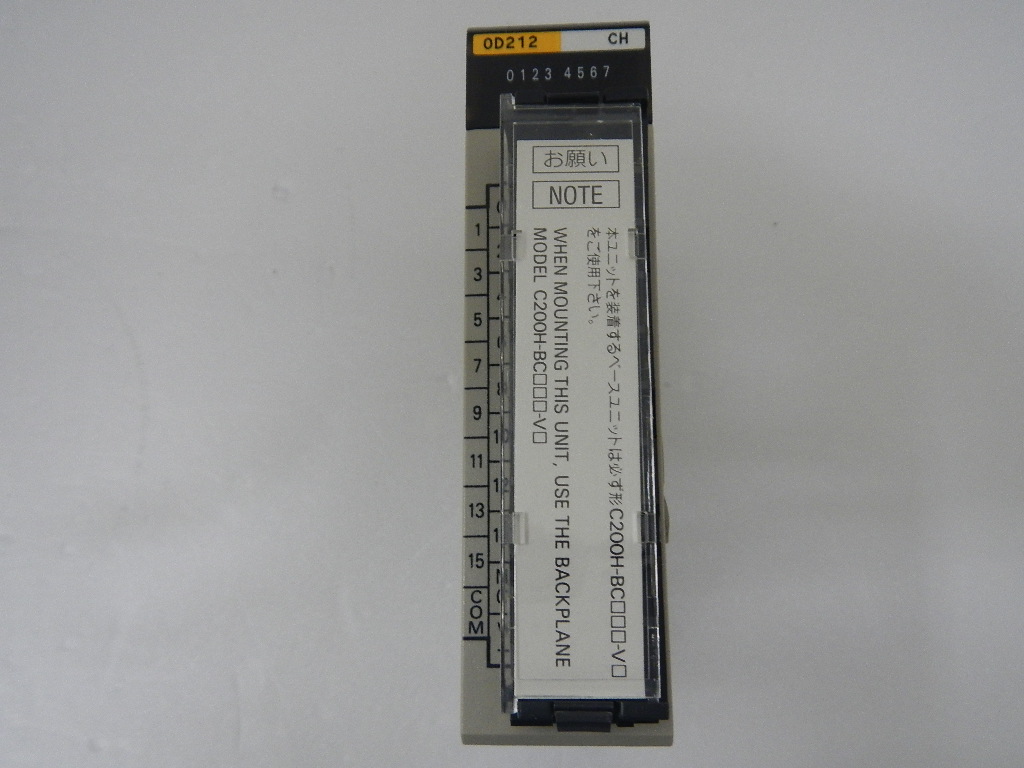 OD212 CH
0123 4567
お願い
NOTE
本ユニットを装着するベースユニットは必ず形C200H-BC□□□-V□
をご使用下さい。
WHEN MOUNTING THIS UNIT, USE THE BACKPLANE
MODEL C200H-BC□□□-V□
1
3
5
7
8
9
10
11
12
13
15
COM